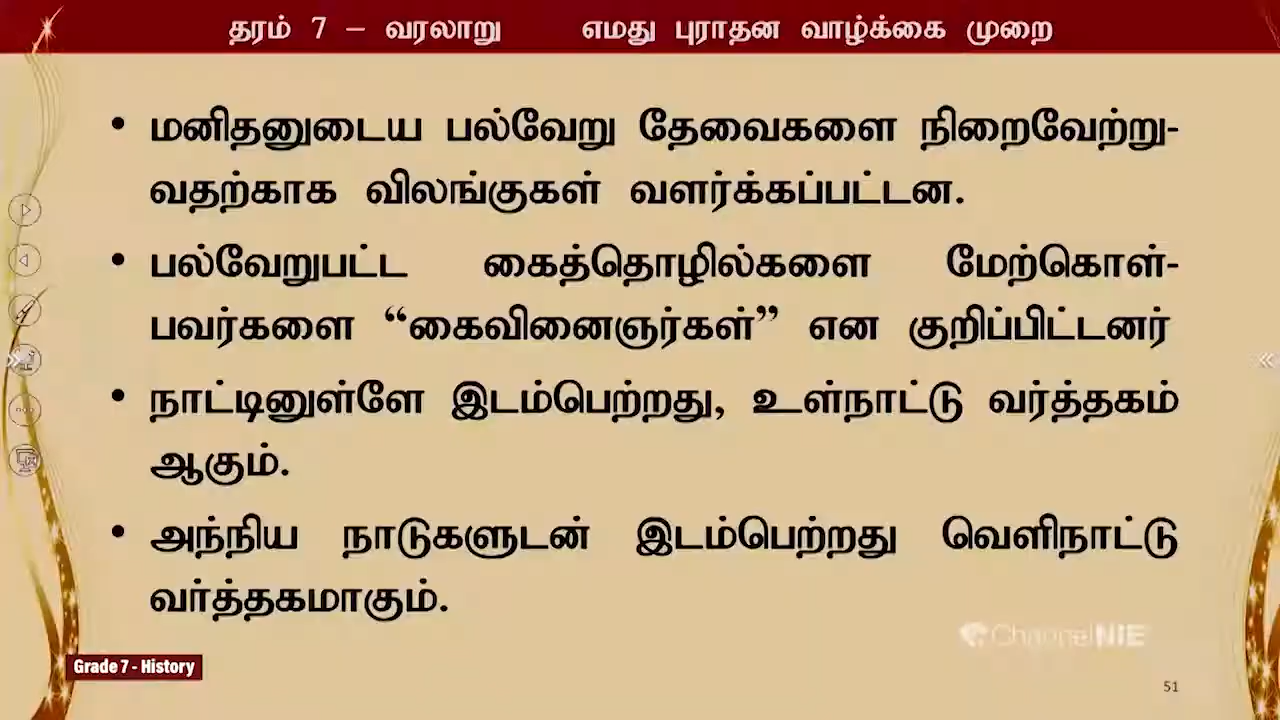 தரம் 7 – வரலாறு எமது புராதன வாழ்க்கை முறை
• மனிதனுடைய பல்வேறு தேவைகளை நிறைவேற்று-
வதற்காக விலங்குகள் வளர்க்கப்பட்டன.
• பல்வேறுபட்ட கைத்தொழில்களை மேற்கொள்-
பவர்களை “கைவினைஞர்கள்” என குறிப்பிட்டனர்
• நாட்டினுள்ளே இடம்பெற்றது, உள்நாட்டு வர்த்தகம்
ஆகும்.
• அந்நிய நாடுகளுடன் இடம்பெற்றது வெளிநாட்டு
வர்த்தகமாகும்.
Channel NIE
Grade 7 - History
51